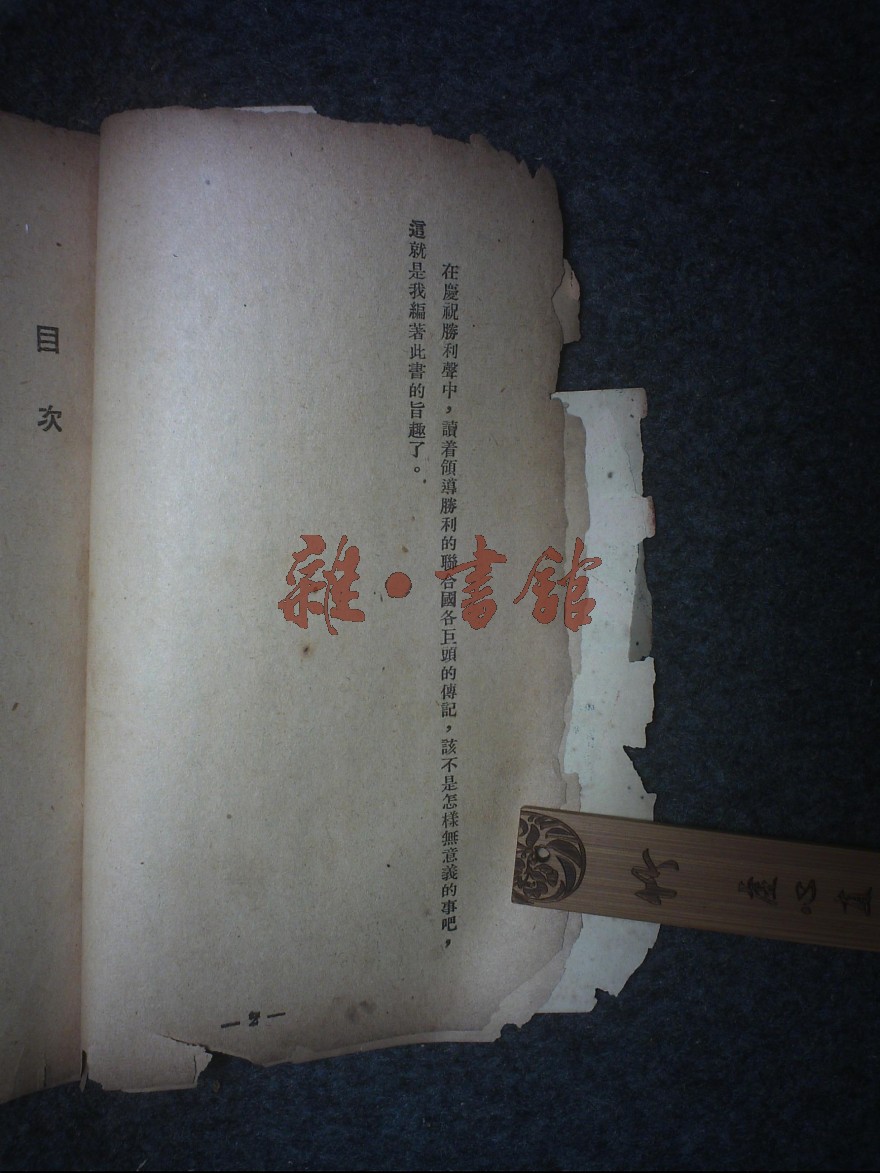 在慶祝勝利聲中，讀着領導勝利的聯合國各巨頭的傳記，該不是怎樣無意義的事吧，
這就是我編著此書的旨趣了。
目次
雜·書館
竹